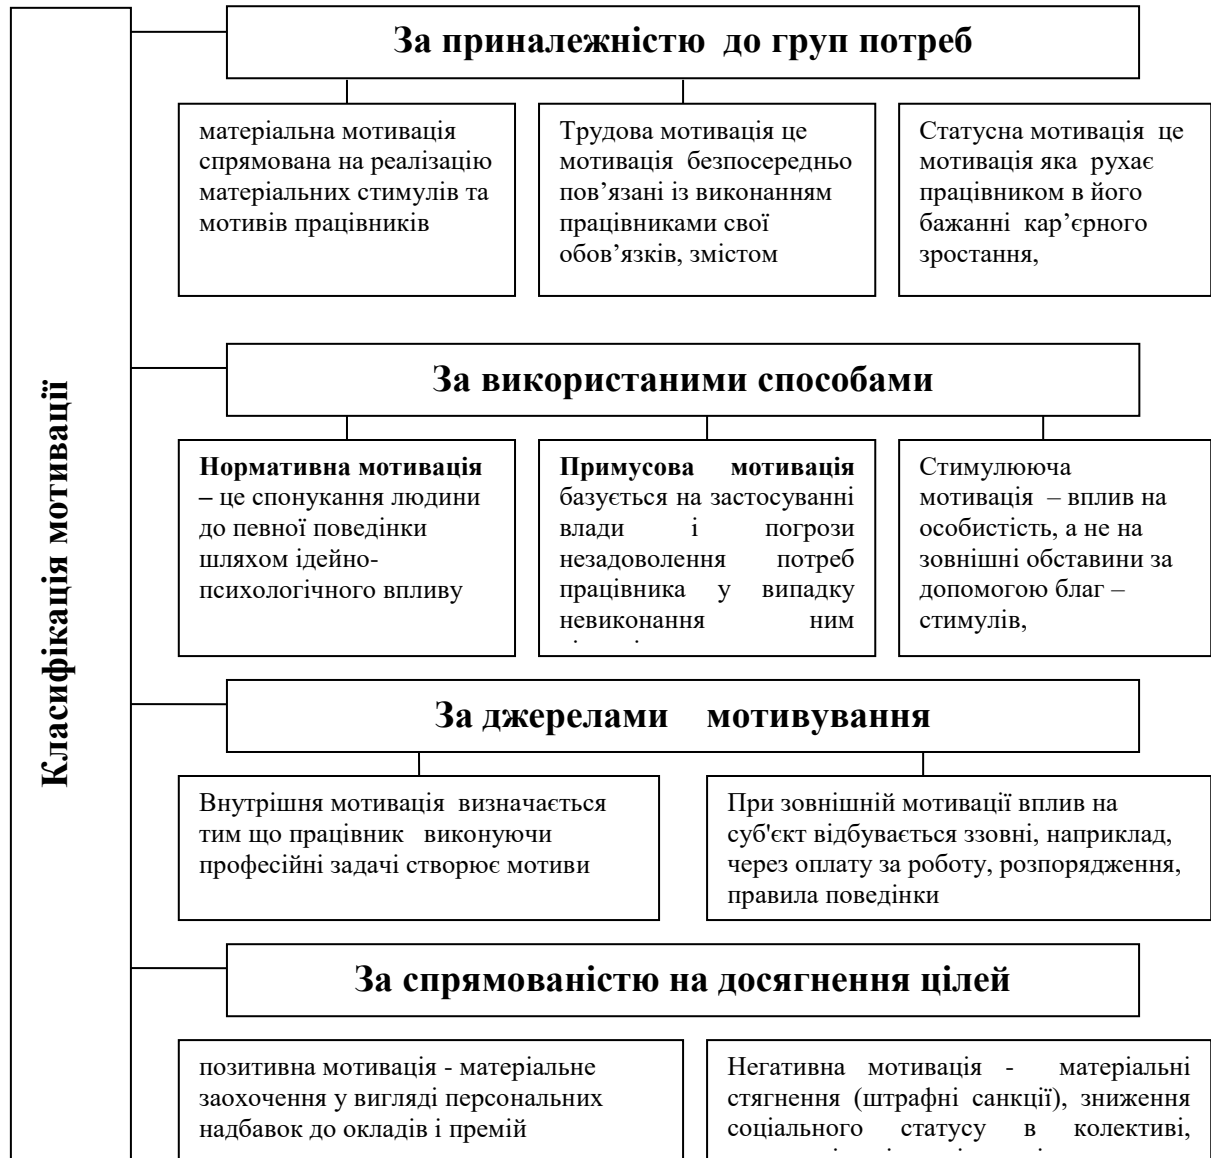 Класифікація мотивації
За приналежністю до груп потреб
матеріальна мотивація
спрямована на реалізацію
матеріальних стимулів та
мотивів працівників
Трудова мотивація це
мотивація безпосередньо
пов’язані із виконанням
працівниками свої
обов’язків, змістом
Статусна мотивація це
мотивація яка рухає
працівником в його
бажанні кар’єрного
зростання,
За використаними способами
Нормативна мотивація
– це спонукання людини
до певної поведінки
шляхом ідейно-
психологічного впливу
Примусова мотивація
базується на застосуванні
влади і погрози
незадоволення потреб
працівника у випадку
невиконання ним
Стимулююча
мотивація – вплив на
особистість, а не на
зовнішні обставини за
допомогою благ –
стимулів,
За джерелами мотивування
Внутрішня мотивація визначається
тим що працівник виконуючи
професійні задачі створює мотиви
При зовнішній мотивації вплив на
суб'єкт відбувається ззовні, наприклад,
через оплату за роботу, розпорядження,
правила поведінки
За спрямованістю на досягнення цілей
позитивна мотивація - матеріальне
заохочення у вигляді персональних
надбавок до окладів і премій
Негативна мотивація - матеріальні
стягнення (штрафні санкції), зниження
соціального статусу в колективі,